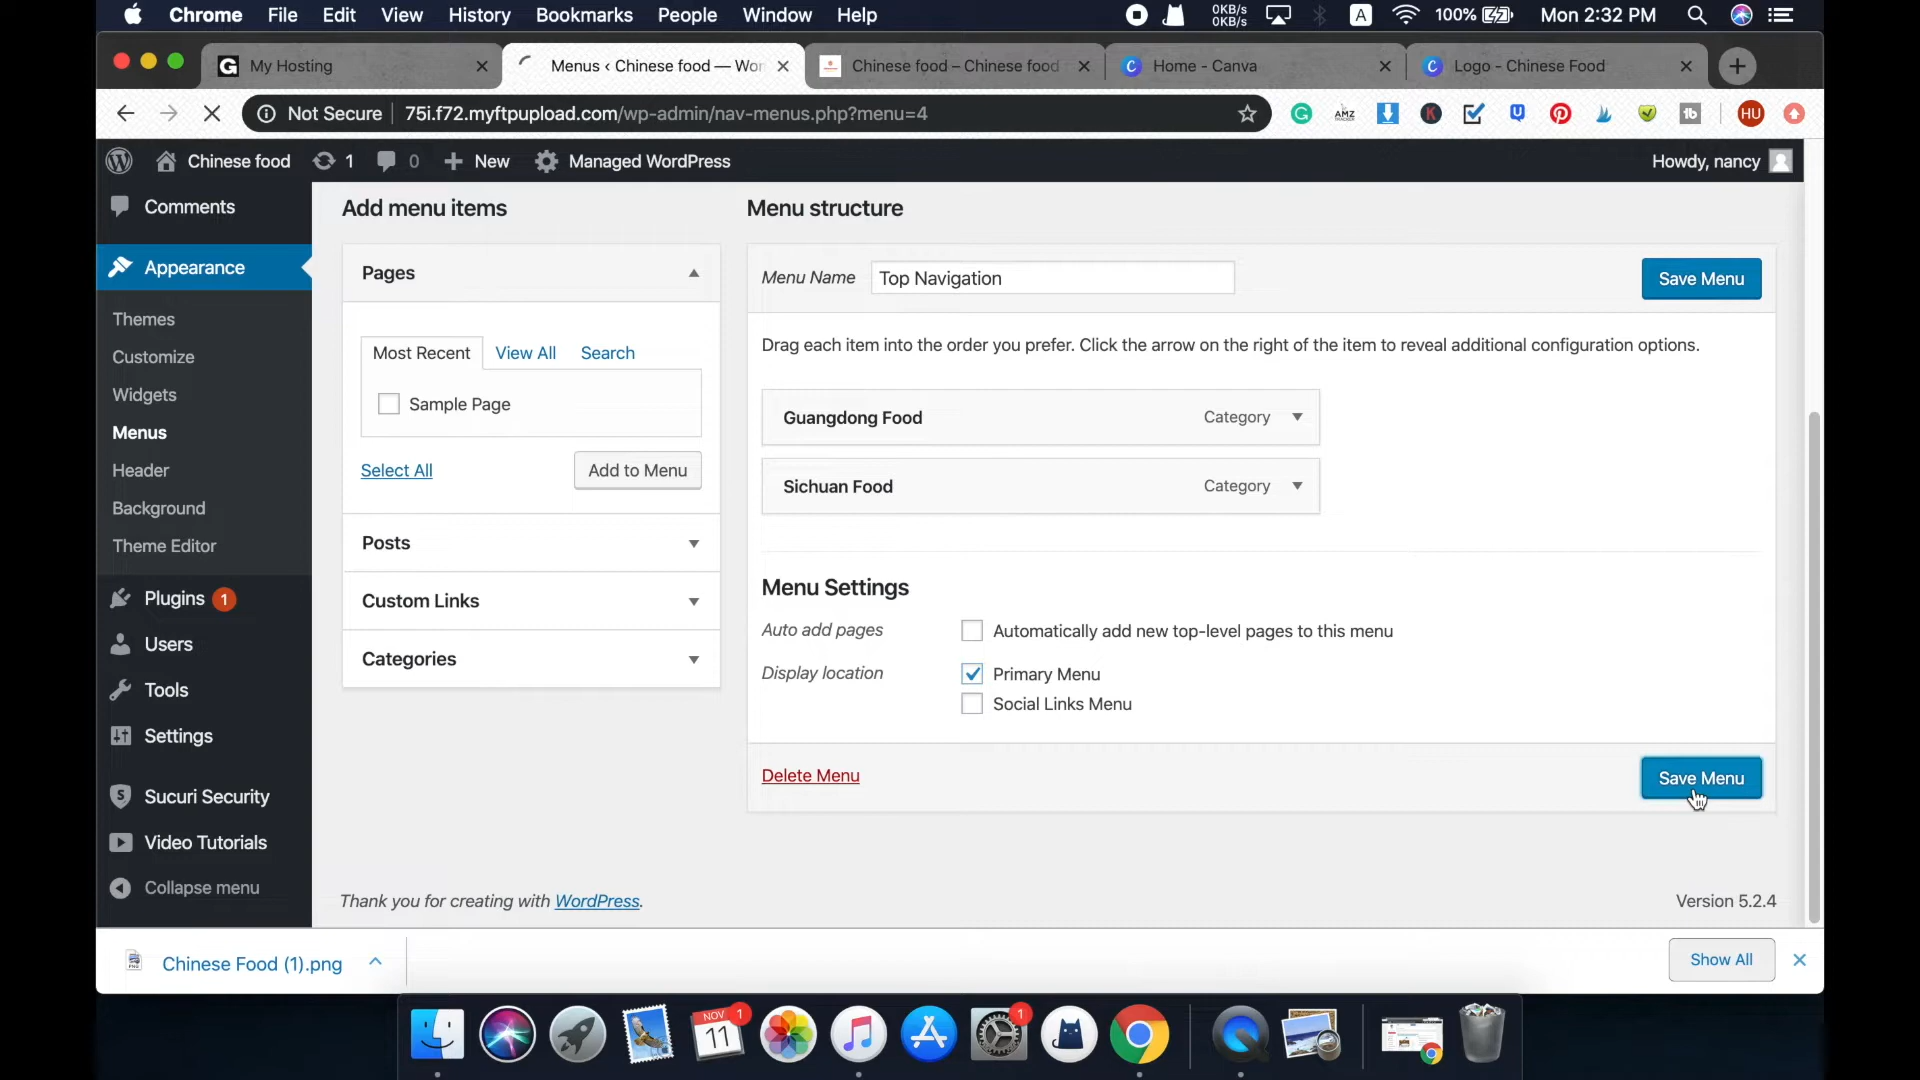 Chrome File Edit View History Bookmarks People Window Help 0KB/s 0KB/s A 100% Mon 2:32 PM
G My Hosting Menus ‹ Chinese food — Wor Chinese food – Chinese food Home - Canva Logo - Chinese Food
Not Secure 75i.f72.myftpupload.com/wp-admin/nav-menus.php?menu=4 AMZ K tb HU
Chinese food 1 0 New Managed WordPress Howdy, nancy
Comments
Appearance
Themes
Customize
Widgets
Menus
Header
Background
Theme Editor
Plugins 1
Users
Tools
Settings
Sucuri Security
Video Tutorials
Collapse menu
Add menu items
Pages
Most Recent View All Search
Sample Page
Select All Add to Menu
Posts
Custom Links
Categories
Menu structure
Menu Name Top Navigation Save Menu
Drag each item into the order you prefer. Click the arrow on the right of the item to reveal additional configuration options.
Guangdong Food Category
Sichuan Food Category
Menu Settings
Auto add pages Automatically add new top-level pages to this menu
Display location Primary Menu
Social Links Menu
Delete Menu Save Menu
Thank you for creating with WordPress. Version 5.2.4
Chinese Food (1).png Show All
NOV 11 1 1